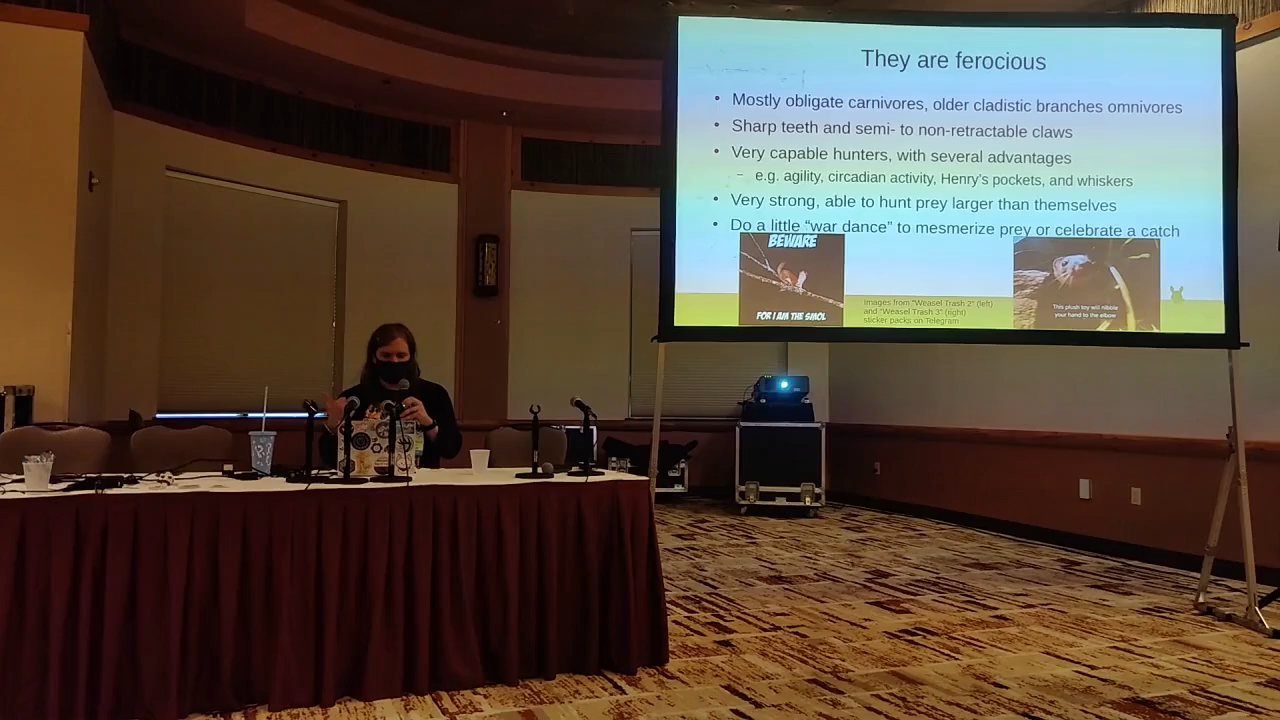 They are ferocious
• Mostly obligate carnivores, older cladistic branches omnivores
• Sharp teeth and semi- to non-retractable claws
• Very capable hunters, with several advantages
– e.g. agility, circadian activity, Henry's pockets, and whiskers
• Very strong, able to hunt prey larger than themselves
• Do a little “war dance” to mesmerize prey or celebrate a catch
BEWARE
FOR I AM THE SMOL
Images from "Weasel Trash 2" (left)
and "Weasel Trash 3" (right)
sticker packs on Telegram
This plush toy will nibble
your hand to the elbow